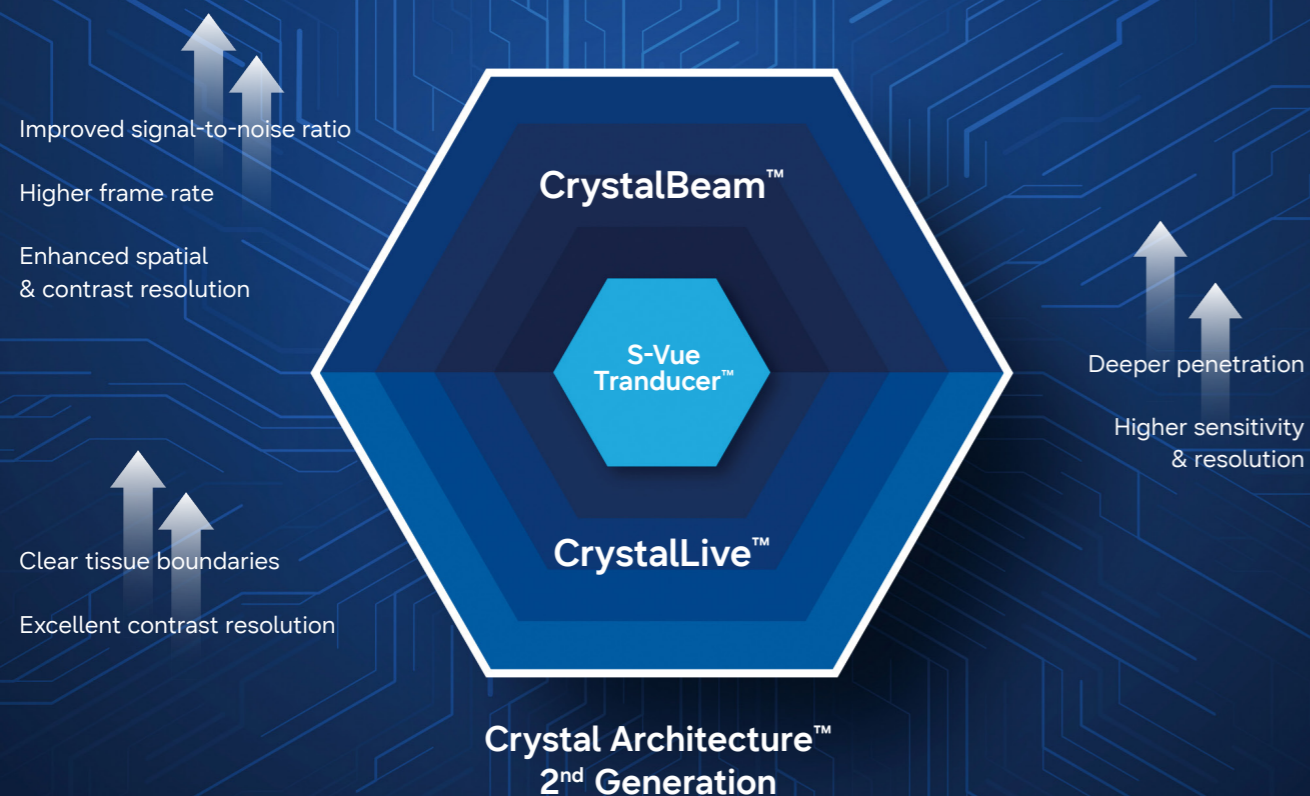 Improved signal-to-noise ratio
Higher frame rate
Enhanced spatial
& contrast resolution
CrystalBeam™
S-Vue
Tranducer™
Deeper penetration
Higher sensitivity
& resolution
Clear tissue boundaries
Excellent contrast resolution
CrystalLive™
Crystal Architecture™
2nd Generation